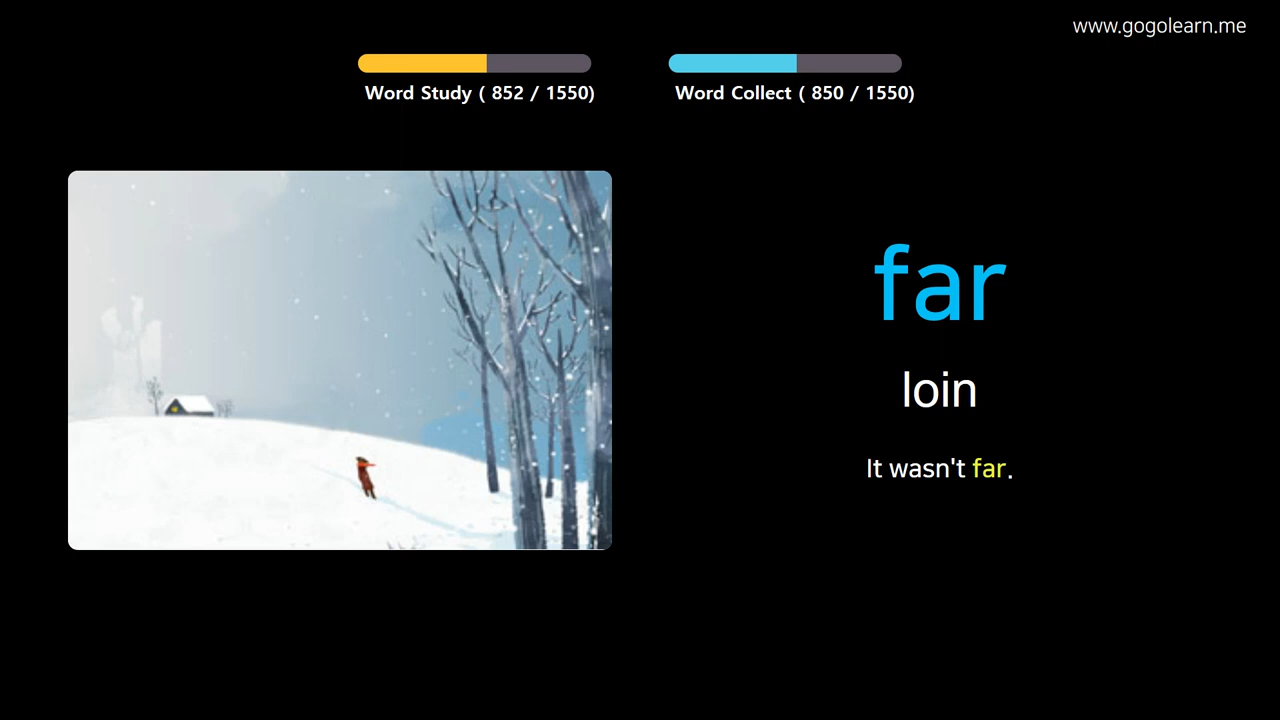 www.gogolearn.me
Word Study ( 852 / 1550)
Word Collect ( 850 / 1550)
far
loin
It wasn't far.